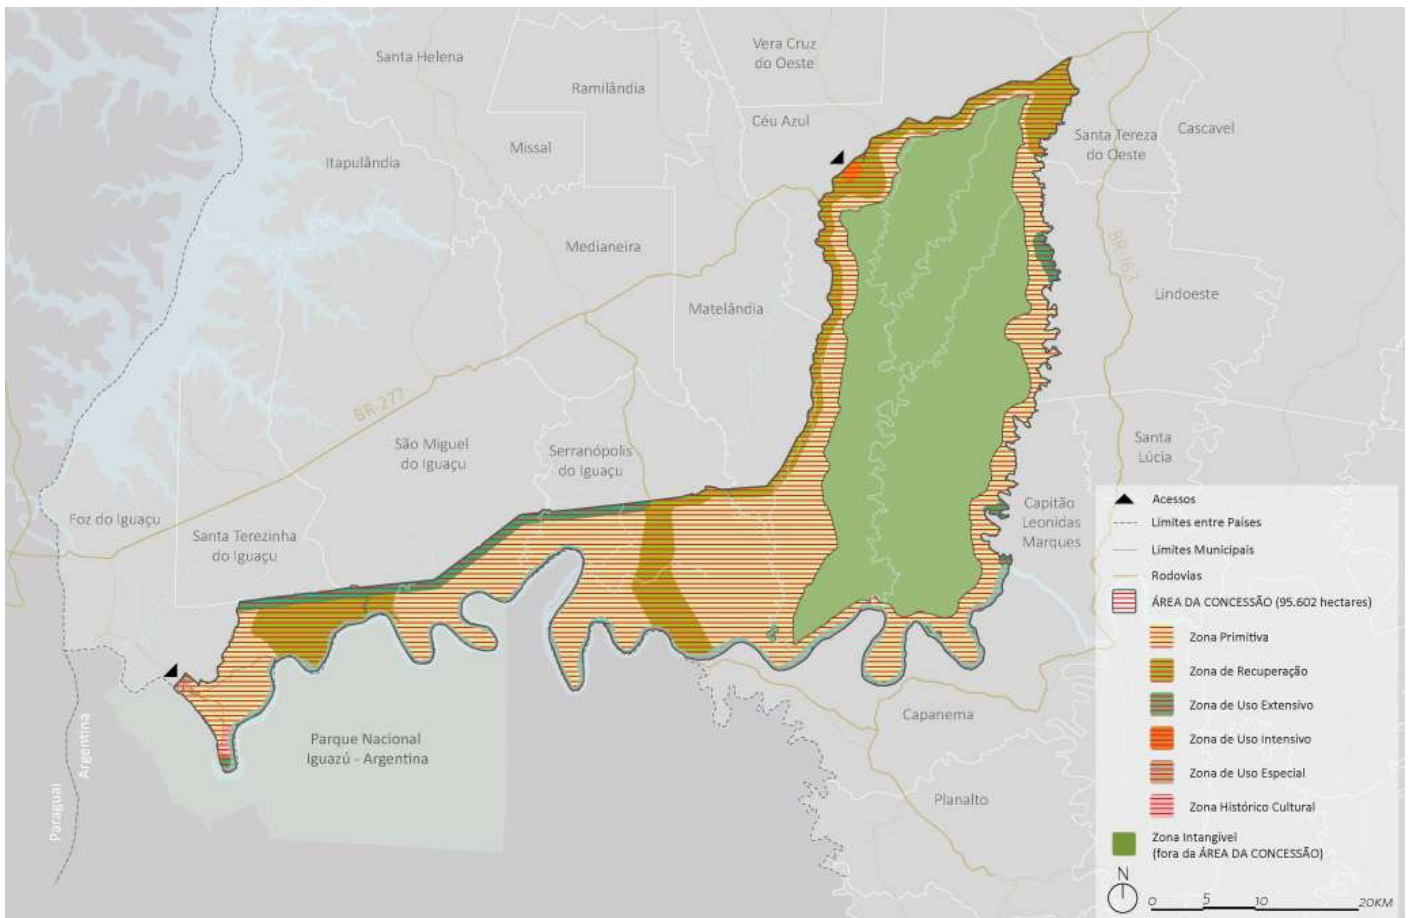 Santa Helena
Vera Cruz
do Oeste
Ramilândia
Céu Azul
Cascavel
Santa Tereza
do Oeste
Missal
Itapulândia
Medianeira
BR-163
Lindoeste
Matelândia
BR-277
São Miguel
do Iguaçu
Serranópolis
do Iguaçu
Santa
Lúcia
Foz do Iguaçu
Santa Terezinha
do Iguaçu
Capitão
Leonidas
Marques
Capanema
Planalto
Parque Nacional
Iguazú - Argentina
Argentina
Paraguai
Acessos
Limites entre Países
Limites Municipais
Rodovias
ÁREA DA CONCESSÃO (95.602 hectares)
Zona Primitiva
Zona de Recuperação
Zona de Uso Extensivo
Zona de Uso Intensivo
Zona de Uso Especial
Zona Histórico Cultural
Zona Intangível
(fora da ÁREA DA CONCESSÃO)
N
0 5 10 20KM